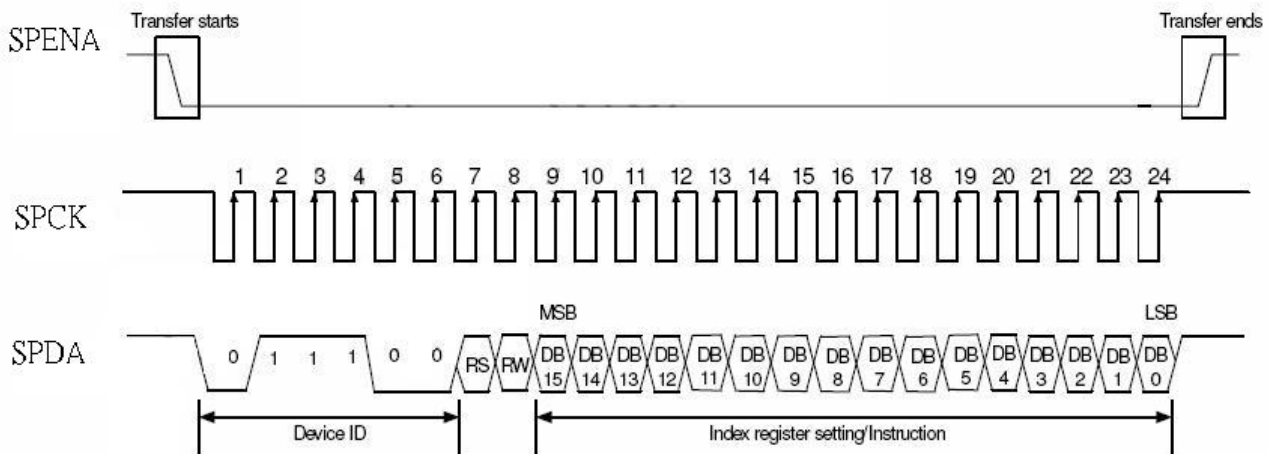 Transfer starts Transfer ends
SPENA
1 2 3 4 5 6 7 8 9 10 11 12 13 14 15 16 17 18 19 20 21 22 23 24
SPCK
MSB LSB
SPDA 0 1 1 1 0 0 RS RW DB 15 DB 14 DB 13 DB 12 DB 11 DB 10 DB 9 DB 8 DB 7 DB 6 DB 5 DB 4 DB 3 DB 2 DB 1 DB 0
Device ID Index register setting/Instruction